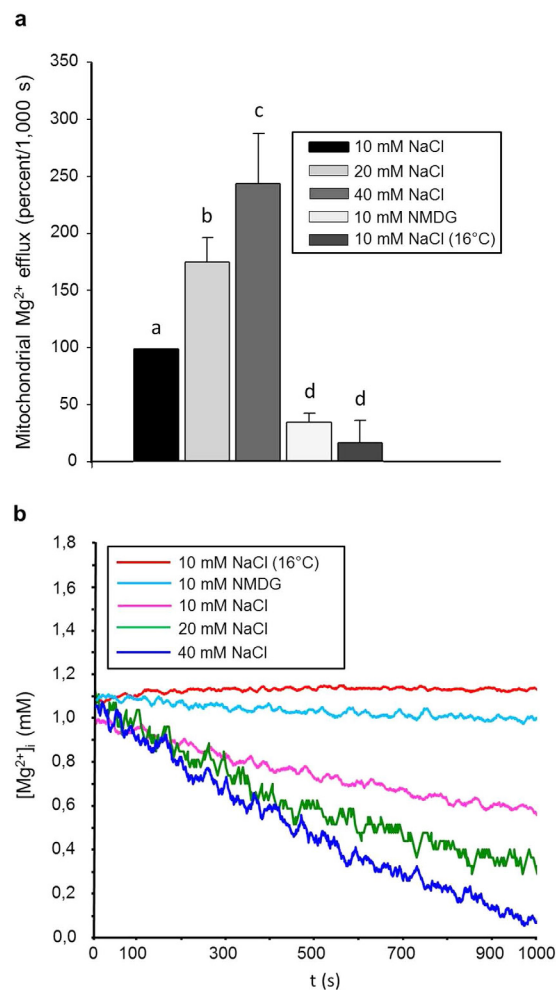 a
Mitochondrial Mg²⁺ efflux (percent/1,000 s)
350
300
250
200
150
100
50
0
a
b
c
d
d
10 mM NaCl
20 mM NaCl
40 mM NaCl
10 mM NMDG
10 mM NaCl (16°C)
b
[Mg²⁺]i (mM)
1,8
1,6
1,4
1,2
1,0
0,8
0,6
0,4
0,2
0,0
10 mM NaCl (16°C)
10 mM NMDG
10 mM NaCl
20 mM NaCl
40 mM NaCl
0 100 300 500 700 900 1000
t (s)